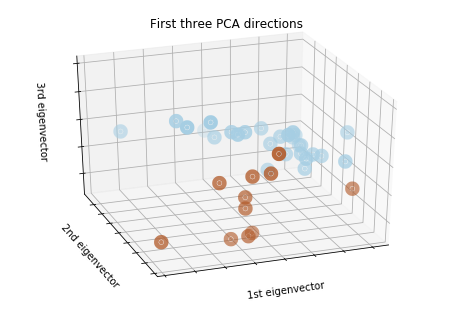 First three PCA directions
3rd eigenvector
2nd eigenvector
1st eigenvector